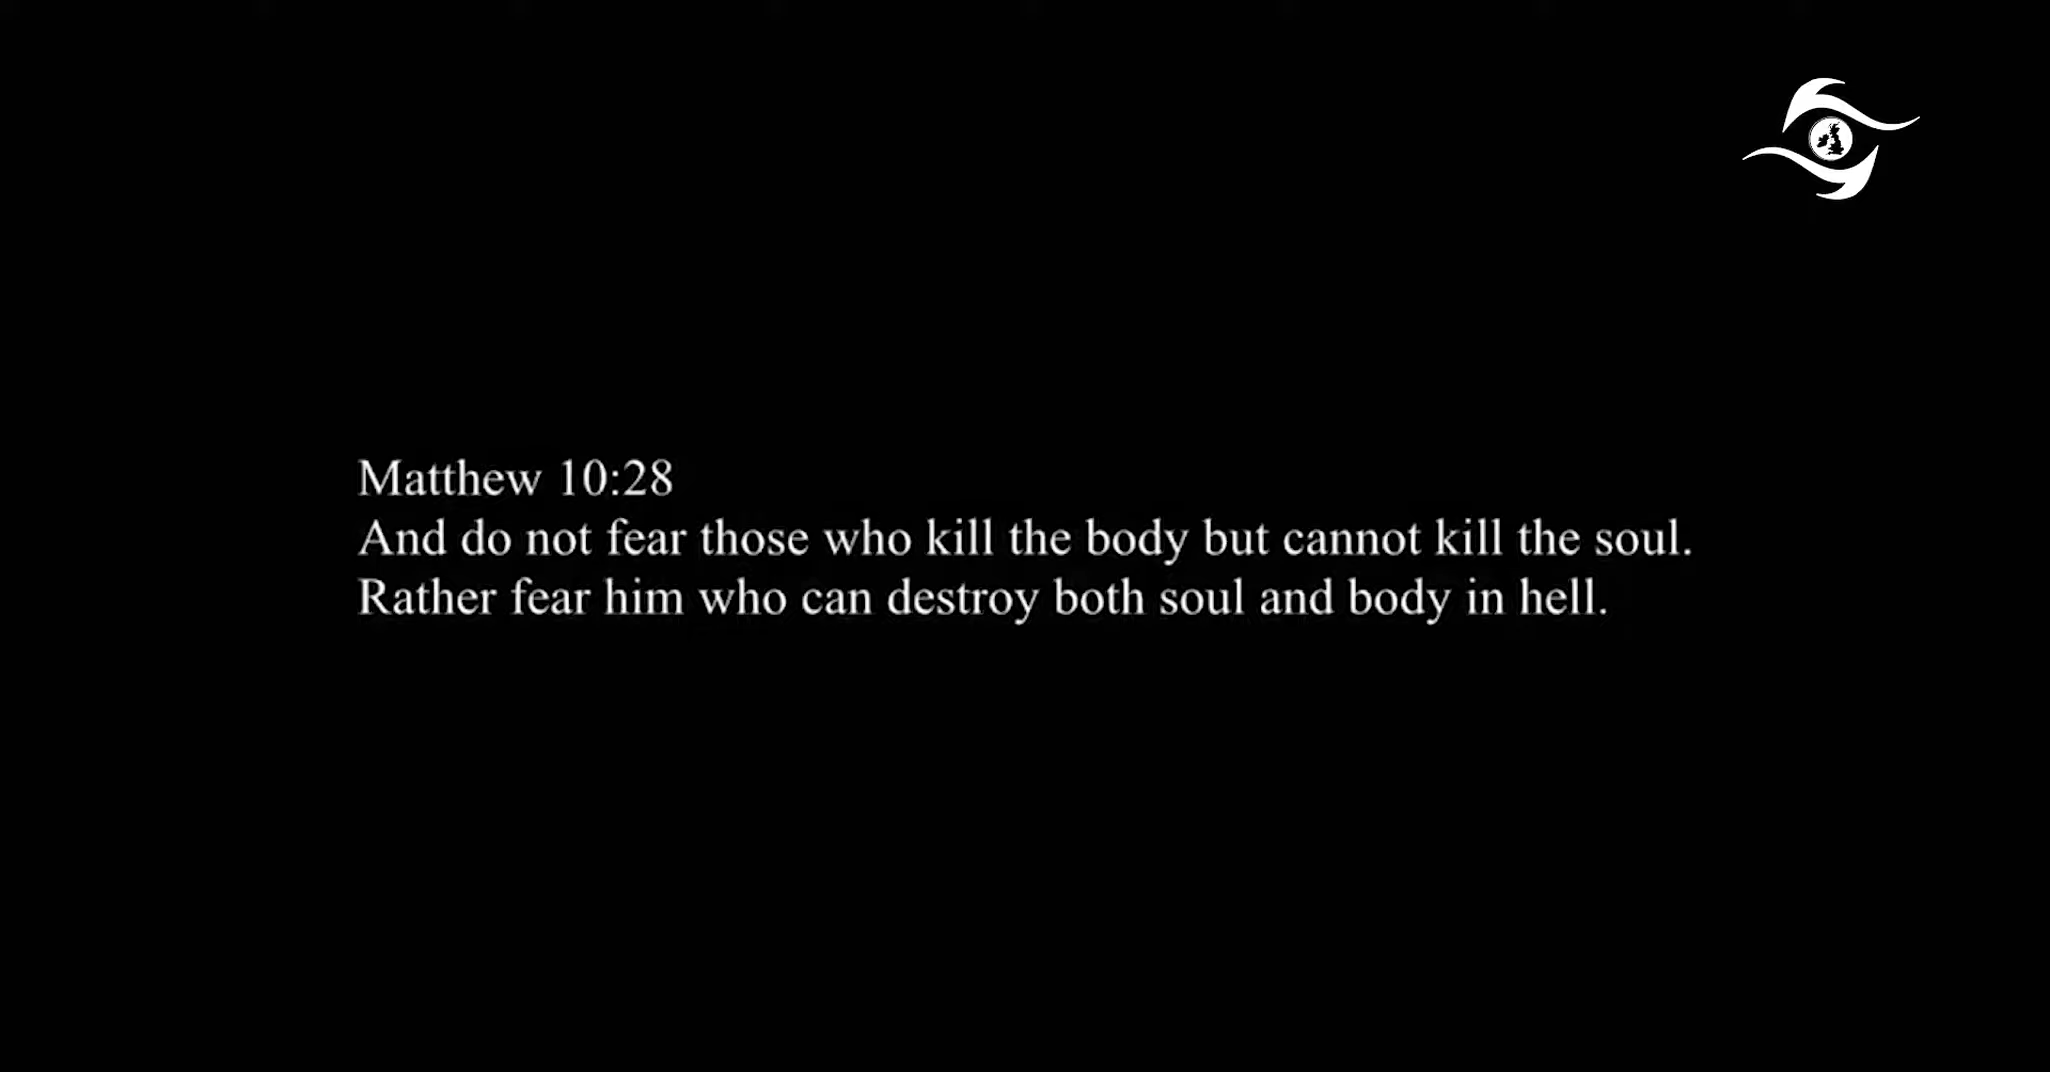 Matthew 10:28
And do not fear those who kill the body but cannot kill the soul.
Rather fear him who can destroy both soul and body in hell.